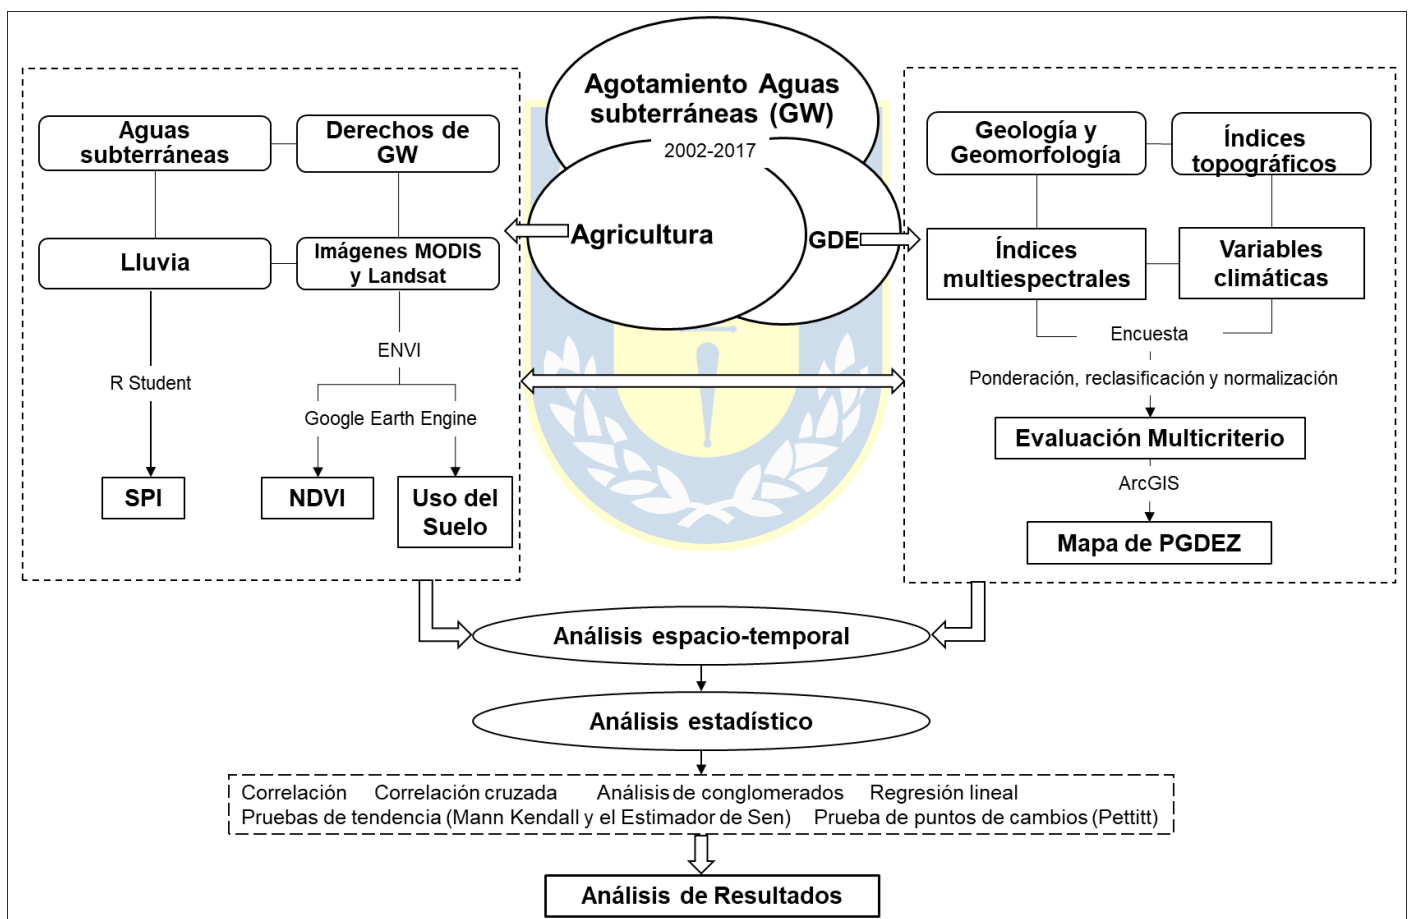 Agotamiento Aguas
subterráneas (GW)
2002-2017
Agricultura
GDE
Aguas
subterráneas
Derechos de
GW
Lluvia
Imágenes MODIS
y Landsat
ENVI
R Student
Google Earth Engine
SPI
NDVI
Uso del
Suelo
Geología y
Geomorfología
Índices
topográficos
Índices
multiespectrales
Variables
climáticas
Encuesta
Ponderación, reclasificación y normalización
Evaluación Multicriterio
ArcGIS
Mapa de PGDEZ
Análisis espacio-temporal
Análisis estadístico
Correlación Correlación cruzada Análisis de conglomerados Regresión lineal
Pruebas de tendencia (Mann Kendall y el Estimador de Sen) Prueba de puntos de cambios (Pettitt)
Análisis de Resultados